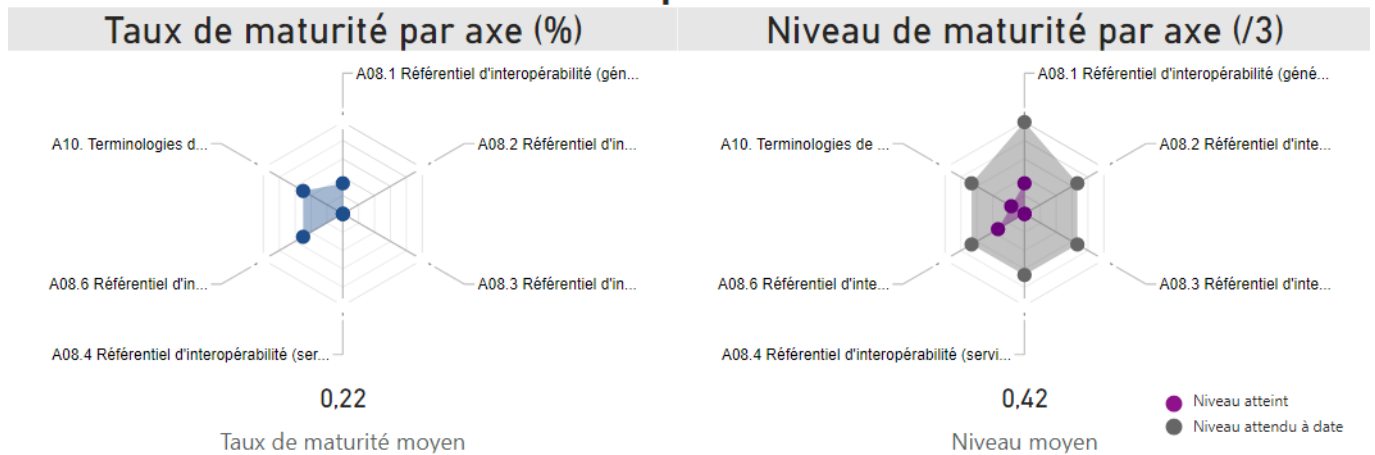 Taux de maturité par axe (%)
Niveau de maturité par axe (/3)
A08.1 Référentiel d'interopérabilité (gén...
A10. Terminologies d...
A08.2 Référentiel d'in...
A08.6 Référentiel d'in...
A08.3 Référentiel d'in...
A08.4 Référentiel d'interopérabilité (ser...
0,22
Taux de maturité moyen
A08.1 Référentiel d'interopérabilité (géné...
A10. Terminologies de ...
A08.2 Référentiel d'inte...
A08.6 Référentiel d'inte...
A08.3 Référentiel d'inte...
A08.4 Référentiel d'interopérabilité (servi...
0,42
Niveau moyen
Niveau atteint
Niveau attendu à date